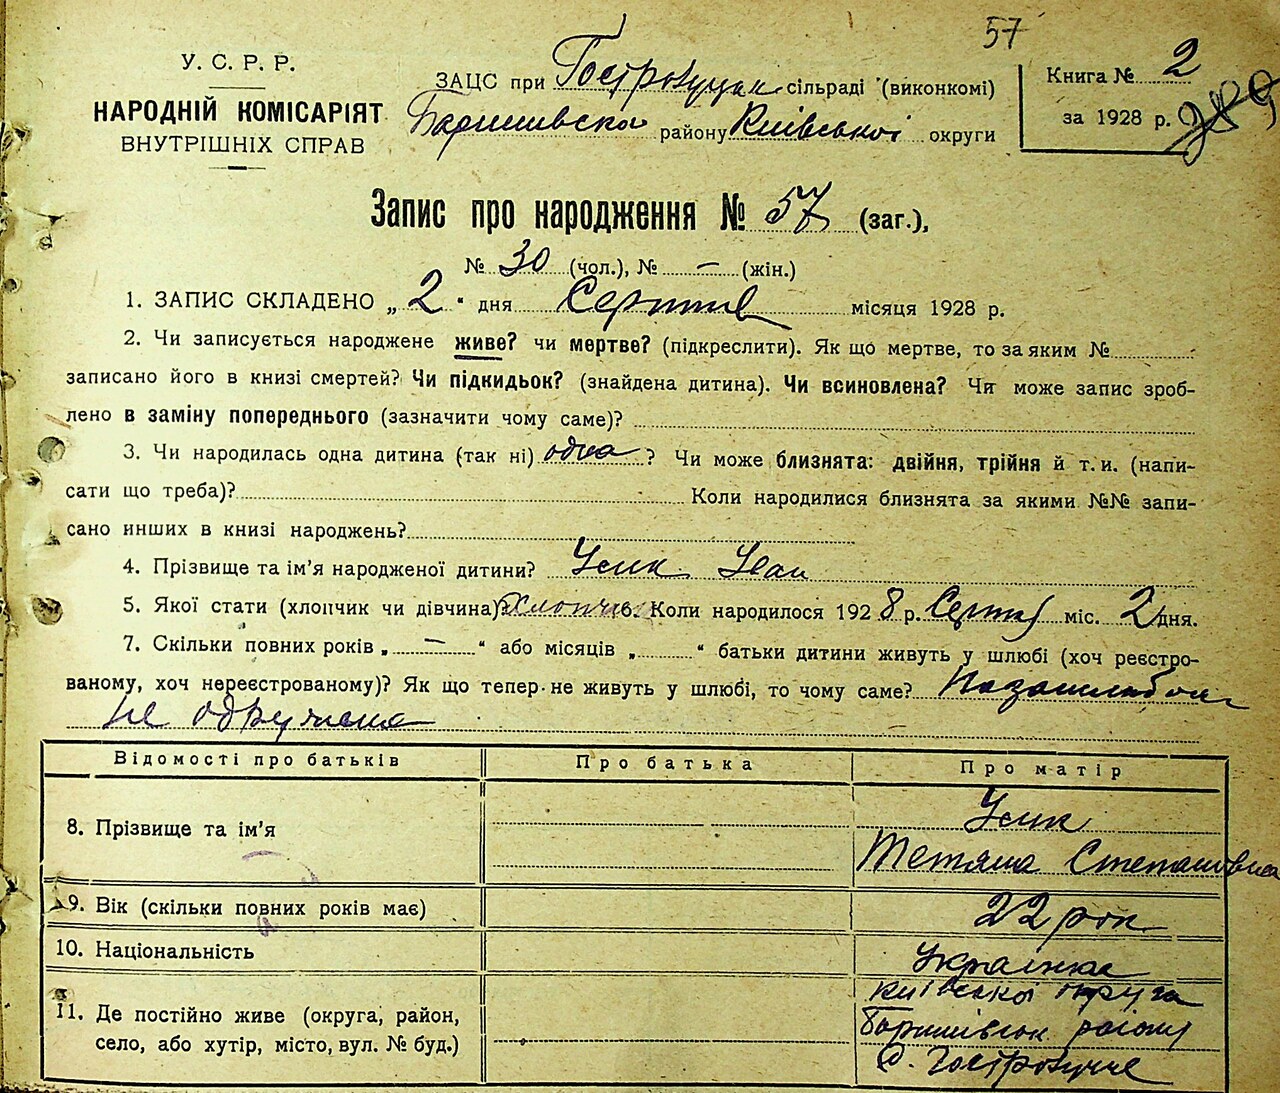 57
У. С. Р. Р.
НАРОДНІЙ КОМІСАРІЯТ
ВНУТРІШНІХ СПРАВ
ЗАЦС при Гостролуцьк сільраді (виконкомі)
Баришивська району Київської округи
Книга № 2
за 1928 р.
Запис про народження № 57 (заг.),
№ 30 (чол.), № – (жін.)
1. ЗАПИС СКЛАДЕНО „ 2 “ дня Серпня місяця 1928 р.
2. Чи записується народжене живе? чи мертве? (підкреслити). Як що мертве, то за яким №
записано його в книзі смертей? Чи підкидьок? (знайдена дитина). Чи всиновлена? Чи може запис зроб-
лено в заміну попереднього (зазначити чому саме)?
3. Чи народилась одна дитина (так ні) одна ? Чи може близнята: двійня, трійня й т. и. (напи-
сати що треба)? Коли народилися близнята за якими №№ запи-
сано инших в книзі народжень?
4. Прізвище та ім’я народженої дитини? Усик Іван
5. Якої стати (хлопчик чи дівчина)? Хлопчик 6. Коли народилося 1928 р. Серпня міс. 2 дня.
7. Скільки повних років „ – “ або місяців „ “ батьки дитини живуть у шлюбі (хоч реєстро-
ваному, хоч нереєстрованому)? Як що тепер не живуть у шлюбі, то чому саме?
не одружена
Відомості про батьків
Про батька
Про матір
8. Прізвище та ім’я
Усик
Тетяна Степановна
9. Вік (скільки повних років має)
22 рок
10. Національність
Українка
11. Де постійно живе (округа, район,
село, або хутір, місто, вул. № буд.)
Київської округа
Баришівськ. району
с. Гостролуччє